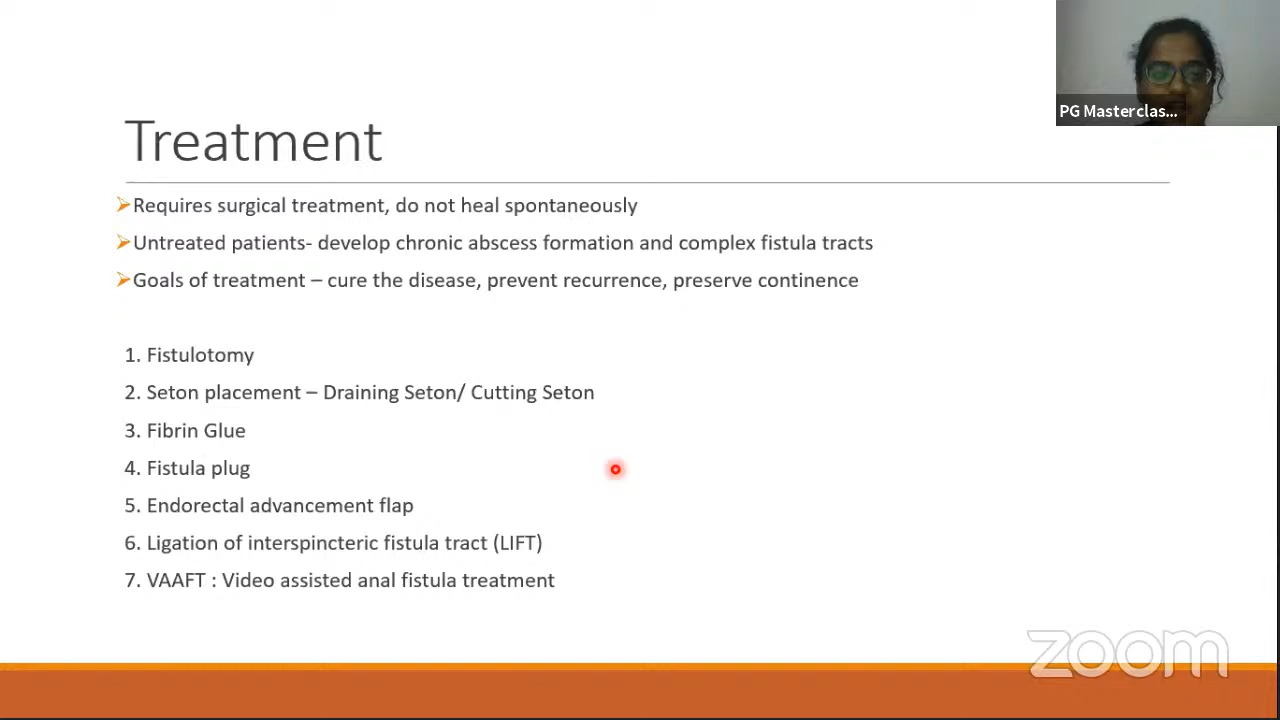 PG Masterclas...
Treatment
Requires surgical treatment, do not heal spontaneously
Untreated patients- develop chronic abscess formation and complex fistula tracts
Goals of treatment – cure the disease, prevent recurrence, preserve continence
1. Fistulotomy
2. Seton placement – Draining Seton/ Cutting Seton
3. Fibrin Glue
4. Fistula plug
5. Endorectal advancement flap
6. Ligation of interspincteric fistula tract (LIFT)
7. VAAFT : Video assisted anal fistula treatment
zoom